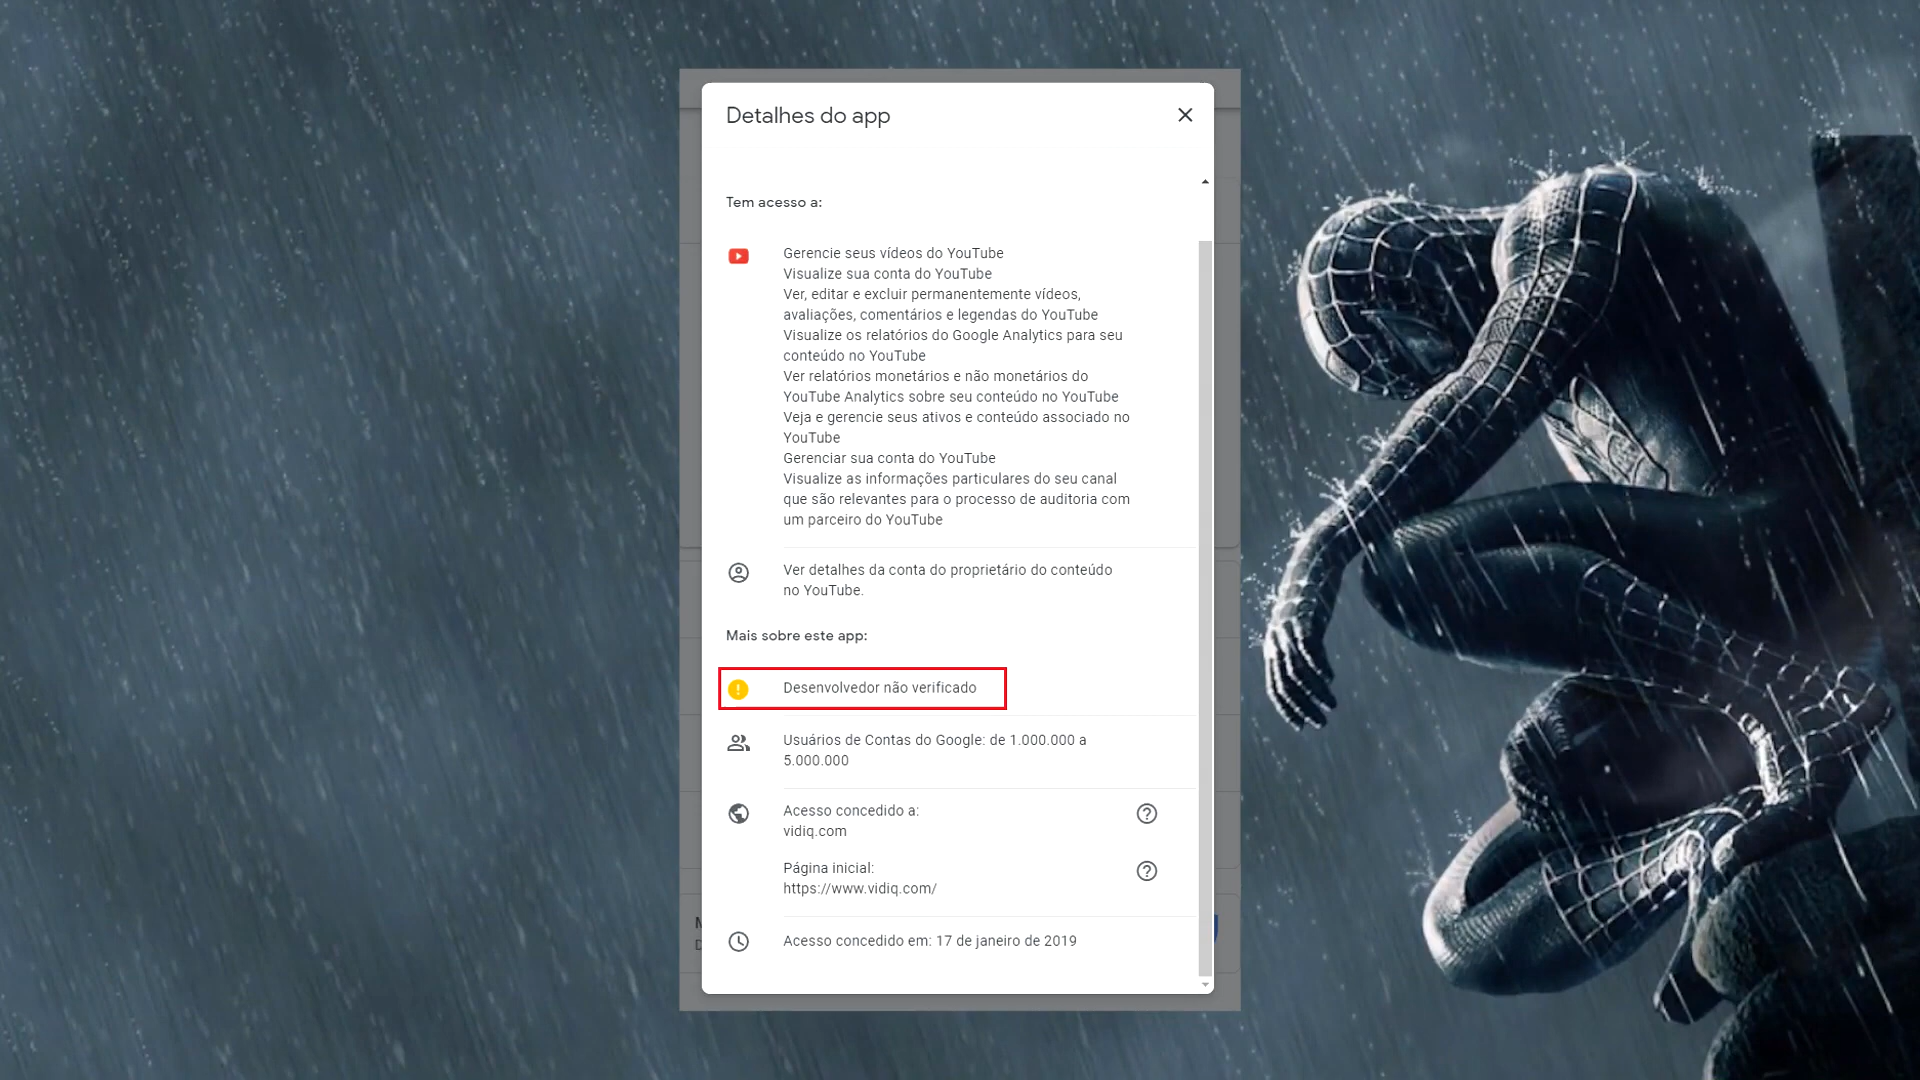 Detalhes do app
Tem acesso a:
Gerencie seus vídeos do YouTube
Visualize sua conta do YouTube
Ver, editar e excluir permanentemente vídeos,
avaliações, comentários e legendas do YouTube
Visualize os relatórios do Google Analytics para seu
conteúdo no YouTube
Ver relatórios monetários e não monetários do
YouTube Analytics sobre seu conteúdo no YouTube
Veja e gerencie seus ativos e conteúdo associado no
YouTube
Gerenciar sua conta do YouTube
Visualize as informações particulares do seu canal
que são relevantes para o processo de auditoria com
um parceiro do YouTube
Ver detalhes da conta do proprietário do conteúdo
no YouTube.
Mais sobre este app:
Desenvolvedor não verificado
Usuários de Contas do Google: de 1.000.000 a
5.000.000
Acesso concedido a:
vidiq.com
Página inicial:
https://www.vidiq.com/
Acesso concedido em: 17 de janeiro de 2019